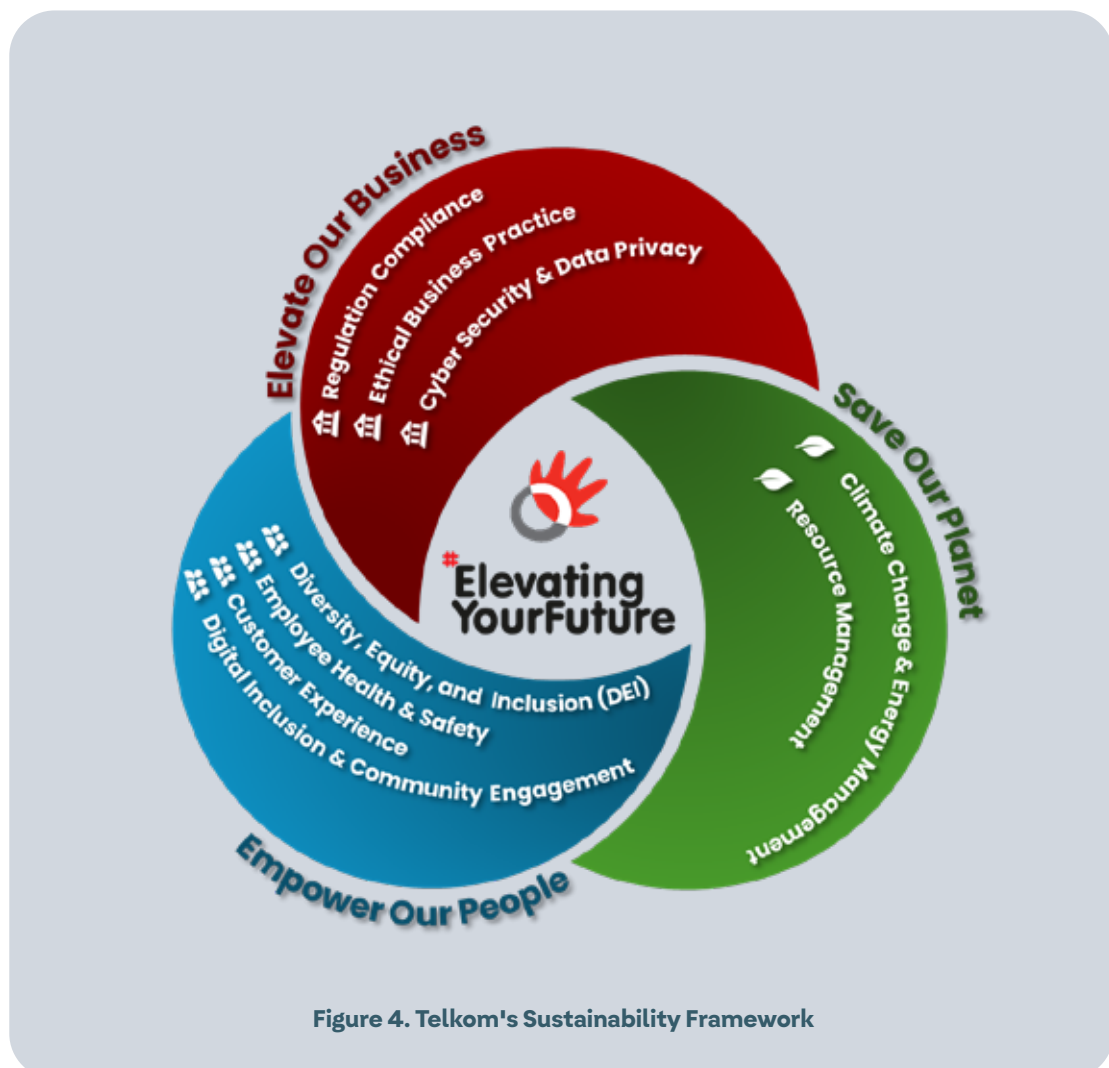 Elevate Our Business
Regulation Compliance
Ethical Business Practice
Cyber Security & Data Privacy
Save Our Planet
Climate Change & Energy Management
Resource Management
#Elevating
YourFuture
Diversity, Equity, and Inclusion (DEI)
Employee Health & Safety
Customer Experience
Digital Inclusion & Community Engagement
Empower Our People
Figure 4. Telkom's Sustainability Framework